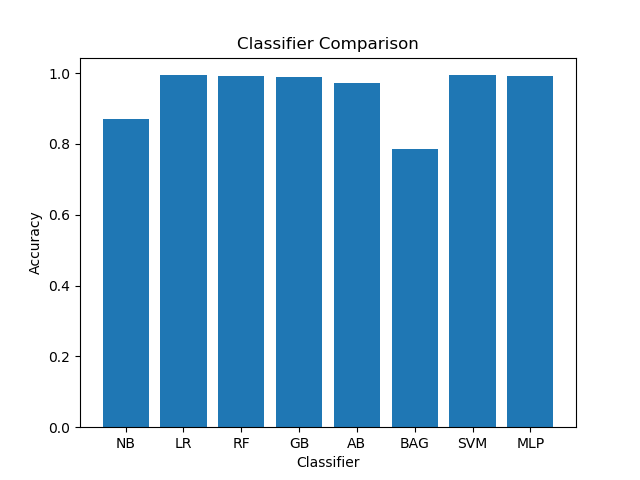 Classifier Comparison
1.0
0.8
0.6
0.4
0.2
0.0
Accuracy
NB LR RF GB AB BAG SVM MLP
Classifier